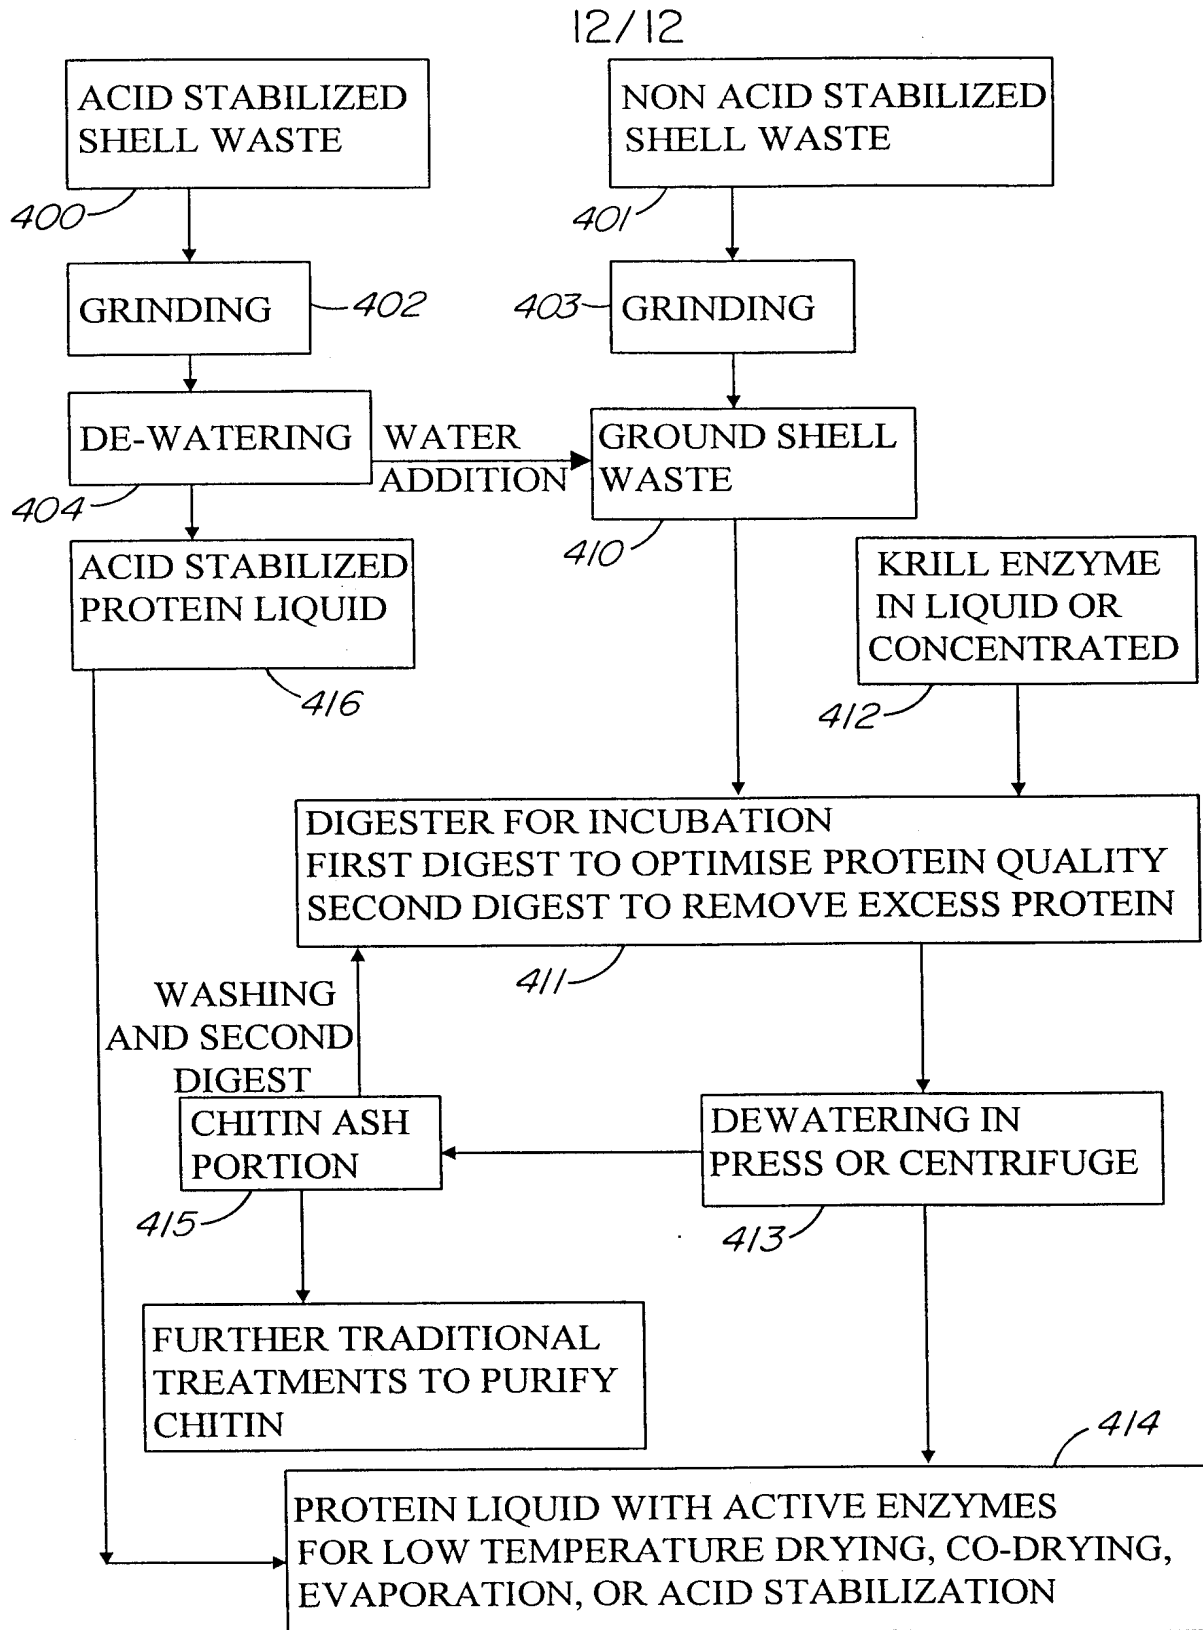 12/12
ACID STABILIZED
SHELL WASTE
400
NON ACID STABILIZED
SHELL WASTE
401
GRINDING
402
403
GRINDING
DE-WATERING
404
WATER
ADDITION
GROUND SHELL
WASTE
410
ACID STABILIZED
PROTEIN LIQUID
416
KRILL ENZYME
IN LIQUID OR
CONCENTRATED
412
DIGESTER FOR INCUBATION
FIRST DIGEST TO OPTIMISE PROTEIN QUALITY
SECOND DIGEST TO REMOVE EXCESS PROTEIN
411
WASHING
AND SECOND
DIGEST
CHITIN ASH
PORTION
415
DEWATERING IN
PRESS OR CENTRIFUGE
413
FURTHER TRADITIONAL
TREATMENTS TO PURIFY
CHITIN
414
PROTEIN LIQUID WITH ACTIVE ENZYMES
FOR LOW TEMPERATURE DRYING, CO-DRYING,
EVAPORATION, OR ACID STABILIZATION